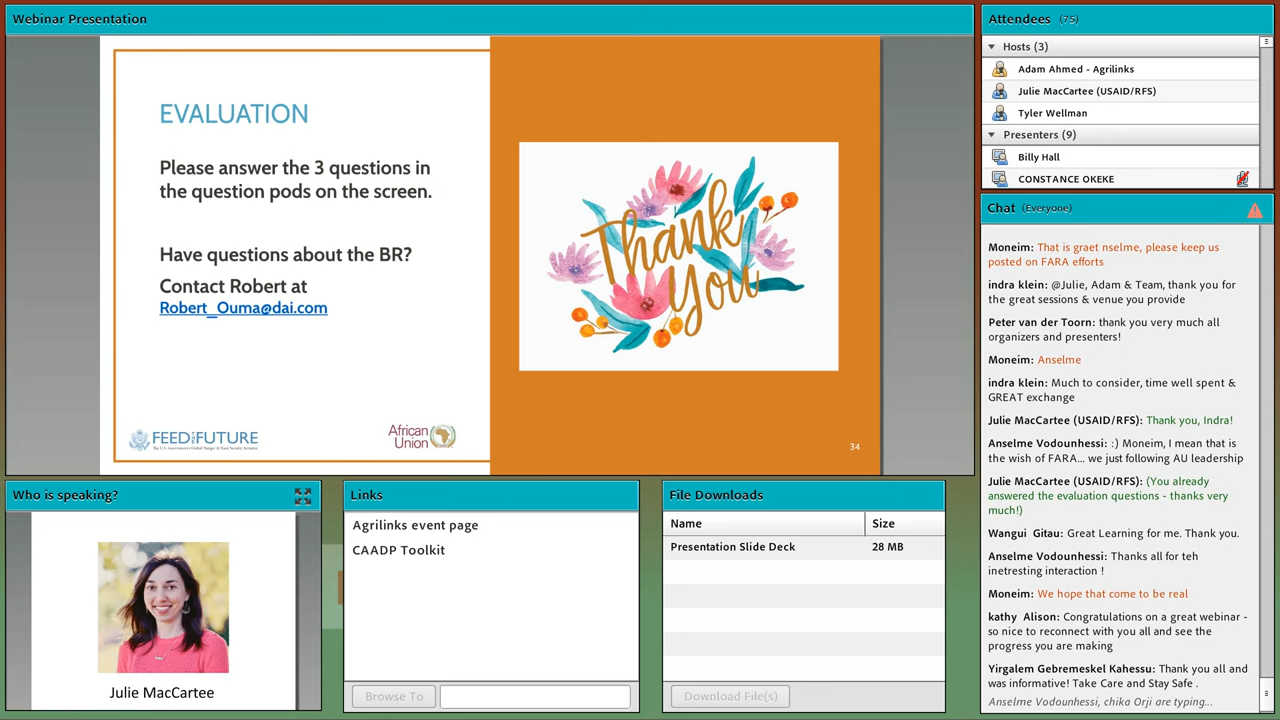 Webinar Presentation
EVALUATION
Please answer the 3 questions in
the question pods on the screen.
Have questions about the BR?
Contact Robert at
Robert_Ouma@dai.com
FEED THE FUTURE
The U.S. Government's Global Hunger & Food Security Initiative
African
Union
Thank
You
34
Attendees (75)
Hosts (3)
Adam Ahmed - Agrilinks
Julie MacCartee (USAID/RFS)
Tyler Wellman
Presenters (9)
Billy Hall
CONSTANCE OKEKE
Chat (Everyone)
Moneim: That is graet nselme, please keep us
posted on FARA efforts
indra klein: @Julie, Adam & Team, thank you for
the great sessions & venue you provide
Peter van der Toorn: thank you very much all
organizers and presenters!
Moneim: Anselme
indra klein: Much to consider, time well spent &
GREAT exchange
Julie MacCartee (USAID/RFS): Thank you, Indra!
Anselme Vodounhessi: :) Moneim, I mean that is
the wish of FARA... we just following AU leadership
Julie MacCartee (USAID/RFS): (You already
answered the evaluation questions - thanks very
much!)
Wangui Gitau: Great Learning for me. Thank you.
Anselme Vodounhessi: Thanks all for teh
inetresting interaction !
Moneim: We hope that come to be real
kathy Alison: Congratulations on a great webinar -
so nice to reconnect with you all and see the
progress you are making
Yirgalem Gebremeskel Kahessu: Thank you all and
was informative! Take Care and Stay Safe .
Anselme Vodounhessi, chika Orji are typing...
Who is speaking?
Julie MacCartee
Links
Agrilinks event page
CAADP Toolkit
Browse To
File Downloads
Name Size
Presentation Slide Deck 28 MB
Download File(s)